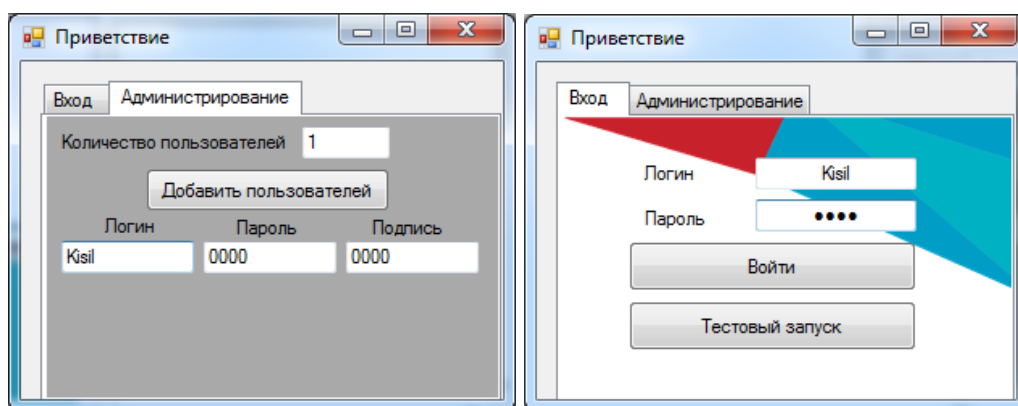 Приветствие
Вход Администрирование
Количество пользователей 1
Добавить пользователей
Логин Пароль Подпись
Kisil 0000 0000
Приветствие
Вход Администрирование
Логин Kisil
Пароль ●●●●
Войти
Тестовый запуск